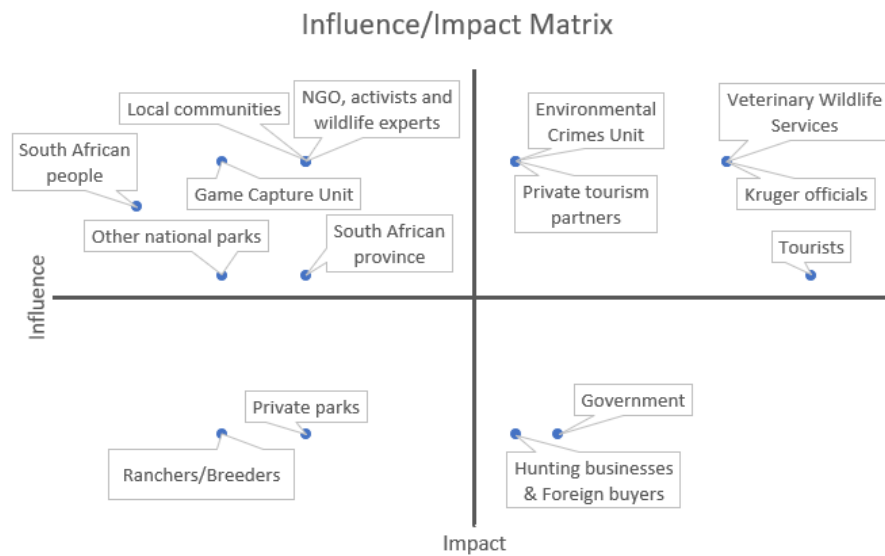 Influence/Impact Matrix
Local communities
NGO, activists and
wildlife experts
Environmental
Crimes Unit
Veterinary Wildlife
Services
South African
people
Game Capture Unit
Private tourism
partners
Kruger officials
Other national parks
South African
province
Tourists
Influence
Private parks
Government
Ranchers/Breeders
Hunting businesses
& Foreign buyers
Impact